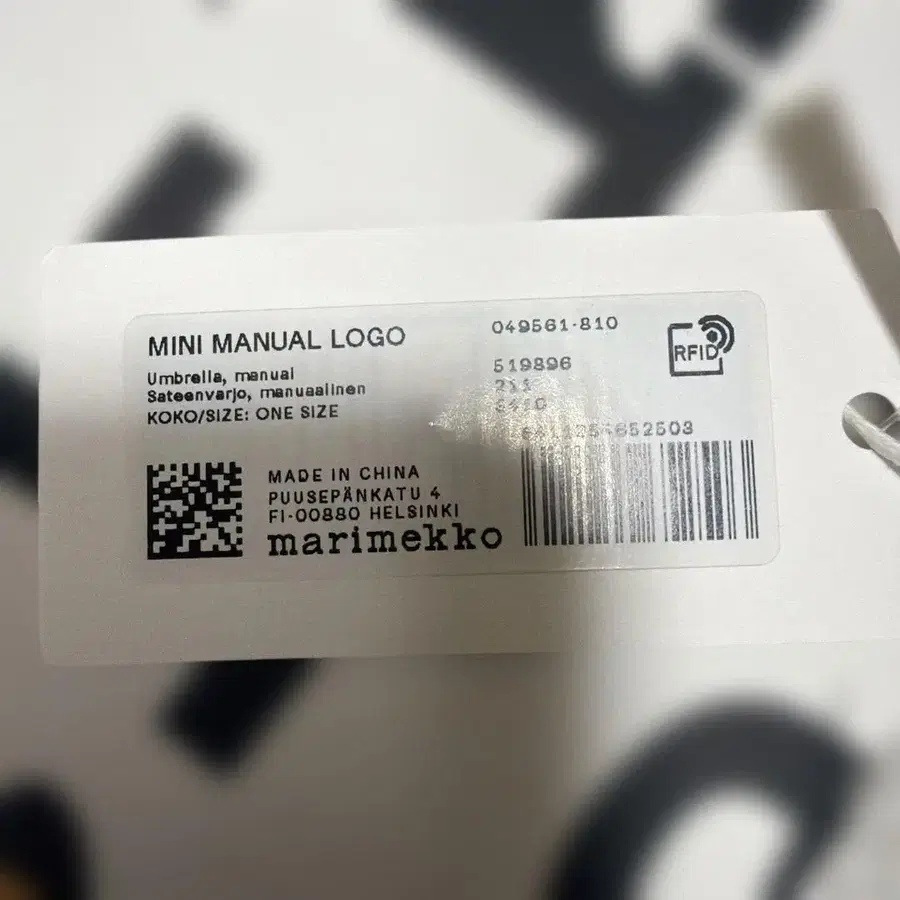 MINI MANUAL LOGO
Umbrella, manual
Sateenvarjo, manuaalinen
KOKO/SIZE: ONE SIZE
049561-810
519896
RFID
MADE IN CHINA
PUUSEPÄNKATU 4
FI-00880 HELSINKI
marimekko